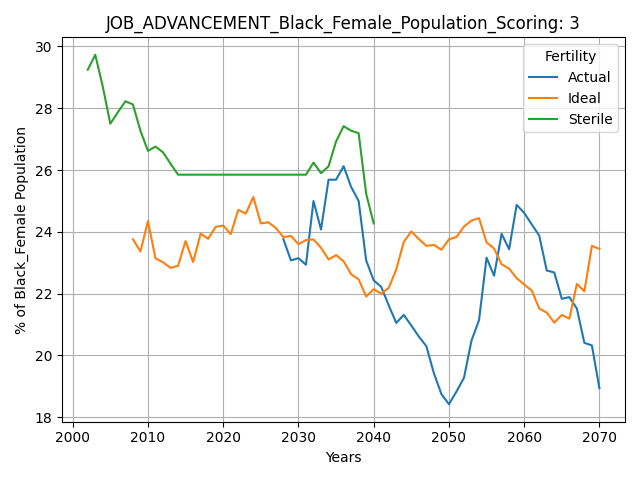 JOB_ADVANCEMENT_Black_Female_Population_Scoring: 3
Fertility
Actual
Ideal
Sterile
% of Black_Female Population
30
28
26
24
22
20
18
2000 2010 2020 2030 2040 2050 2060 2070
Years